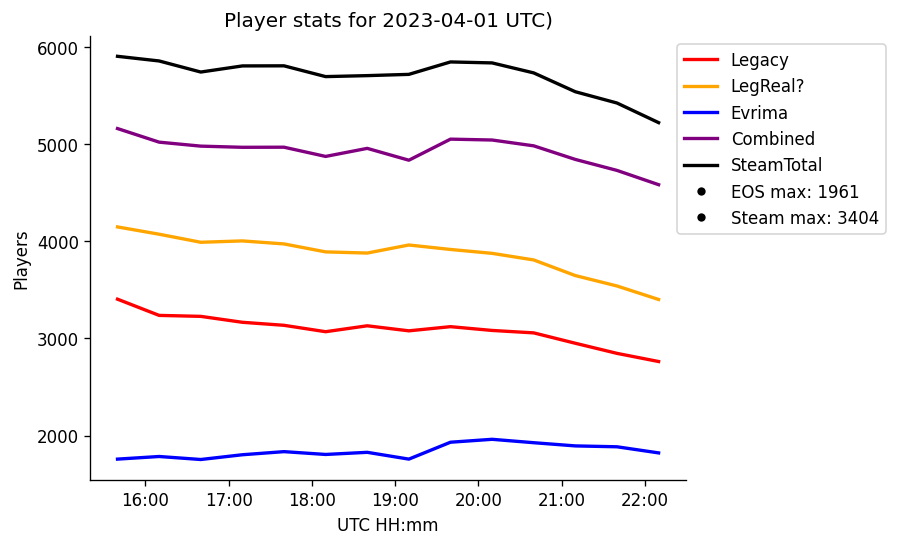 Player stats for 2023-04-01 UTC)
6000
5000
4000
3000
2000
Players
16:00 17:00 18:00 19:00 20:00 21:00 22:00
UTC HH:mm
Legacy
LegReal?
Evrima
Combined
SteamTotal
EOS max: 1961
Steam max: 3404